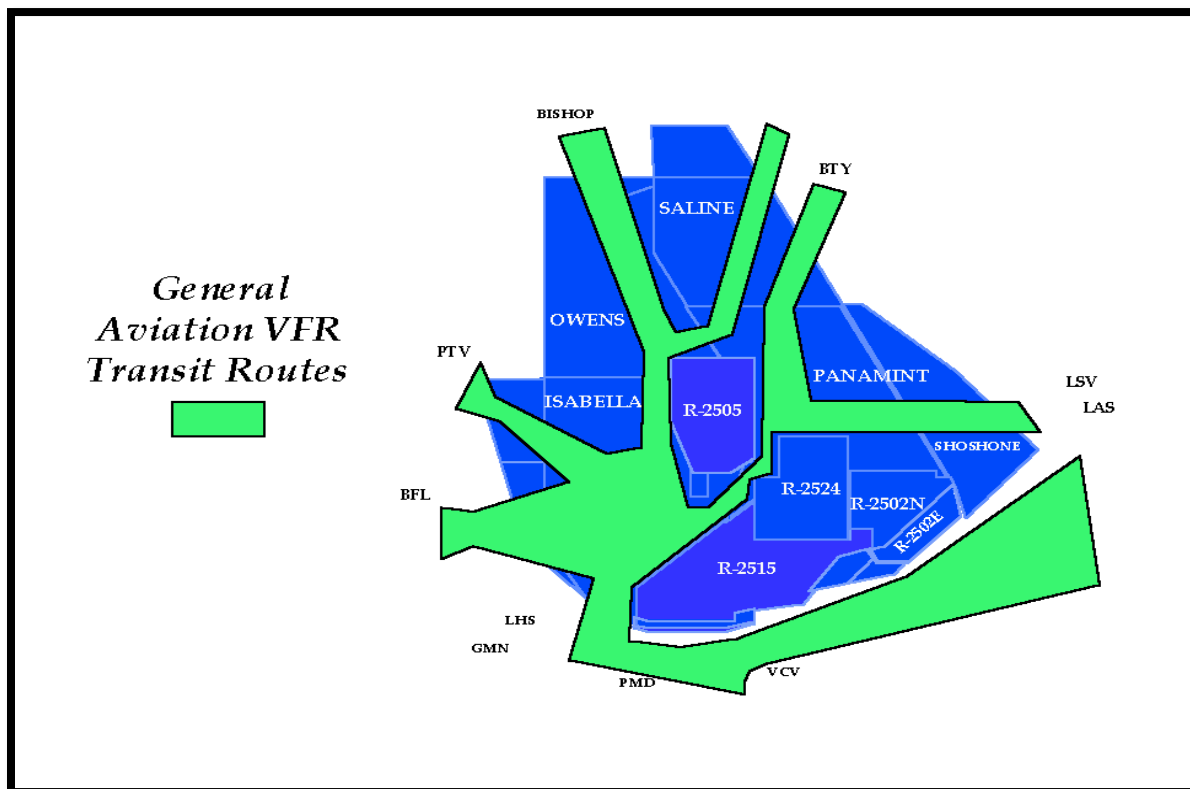 BISHOP
BTY
SALINE
General
Aviation VFR
Transit Routes
OWENS
PTV
PANAMINT
LSV
ISABELLA
R-2505
LAS
SHOSHONE
BFL
R-2524
R-2502N
R-2502E
R-2515
LHS
GMN
PMD
VCV